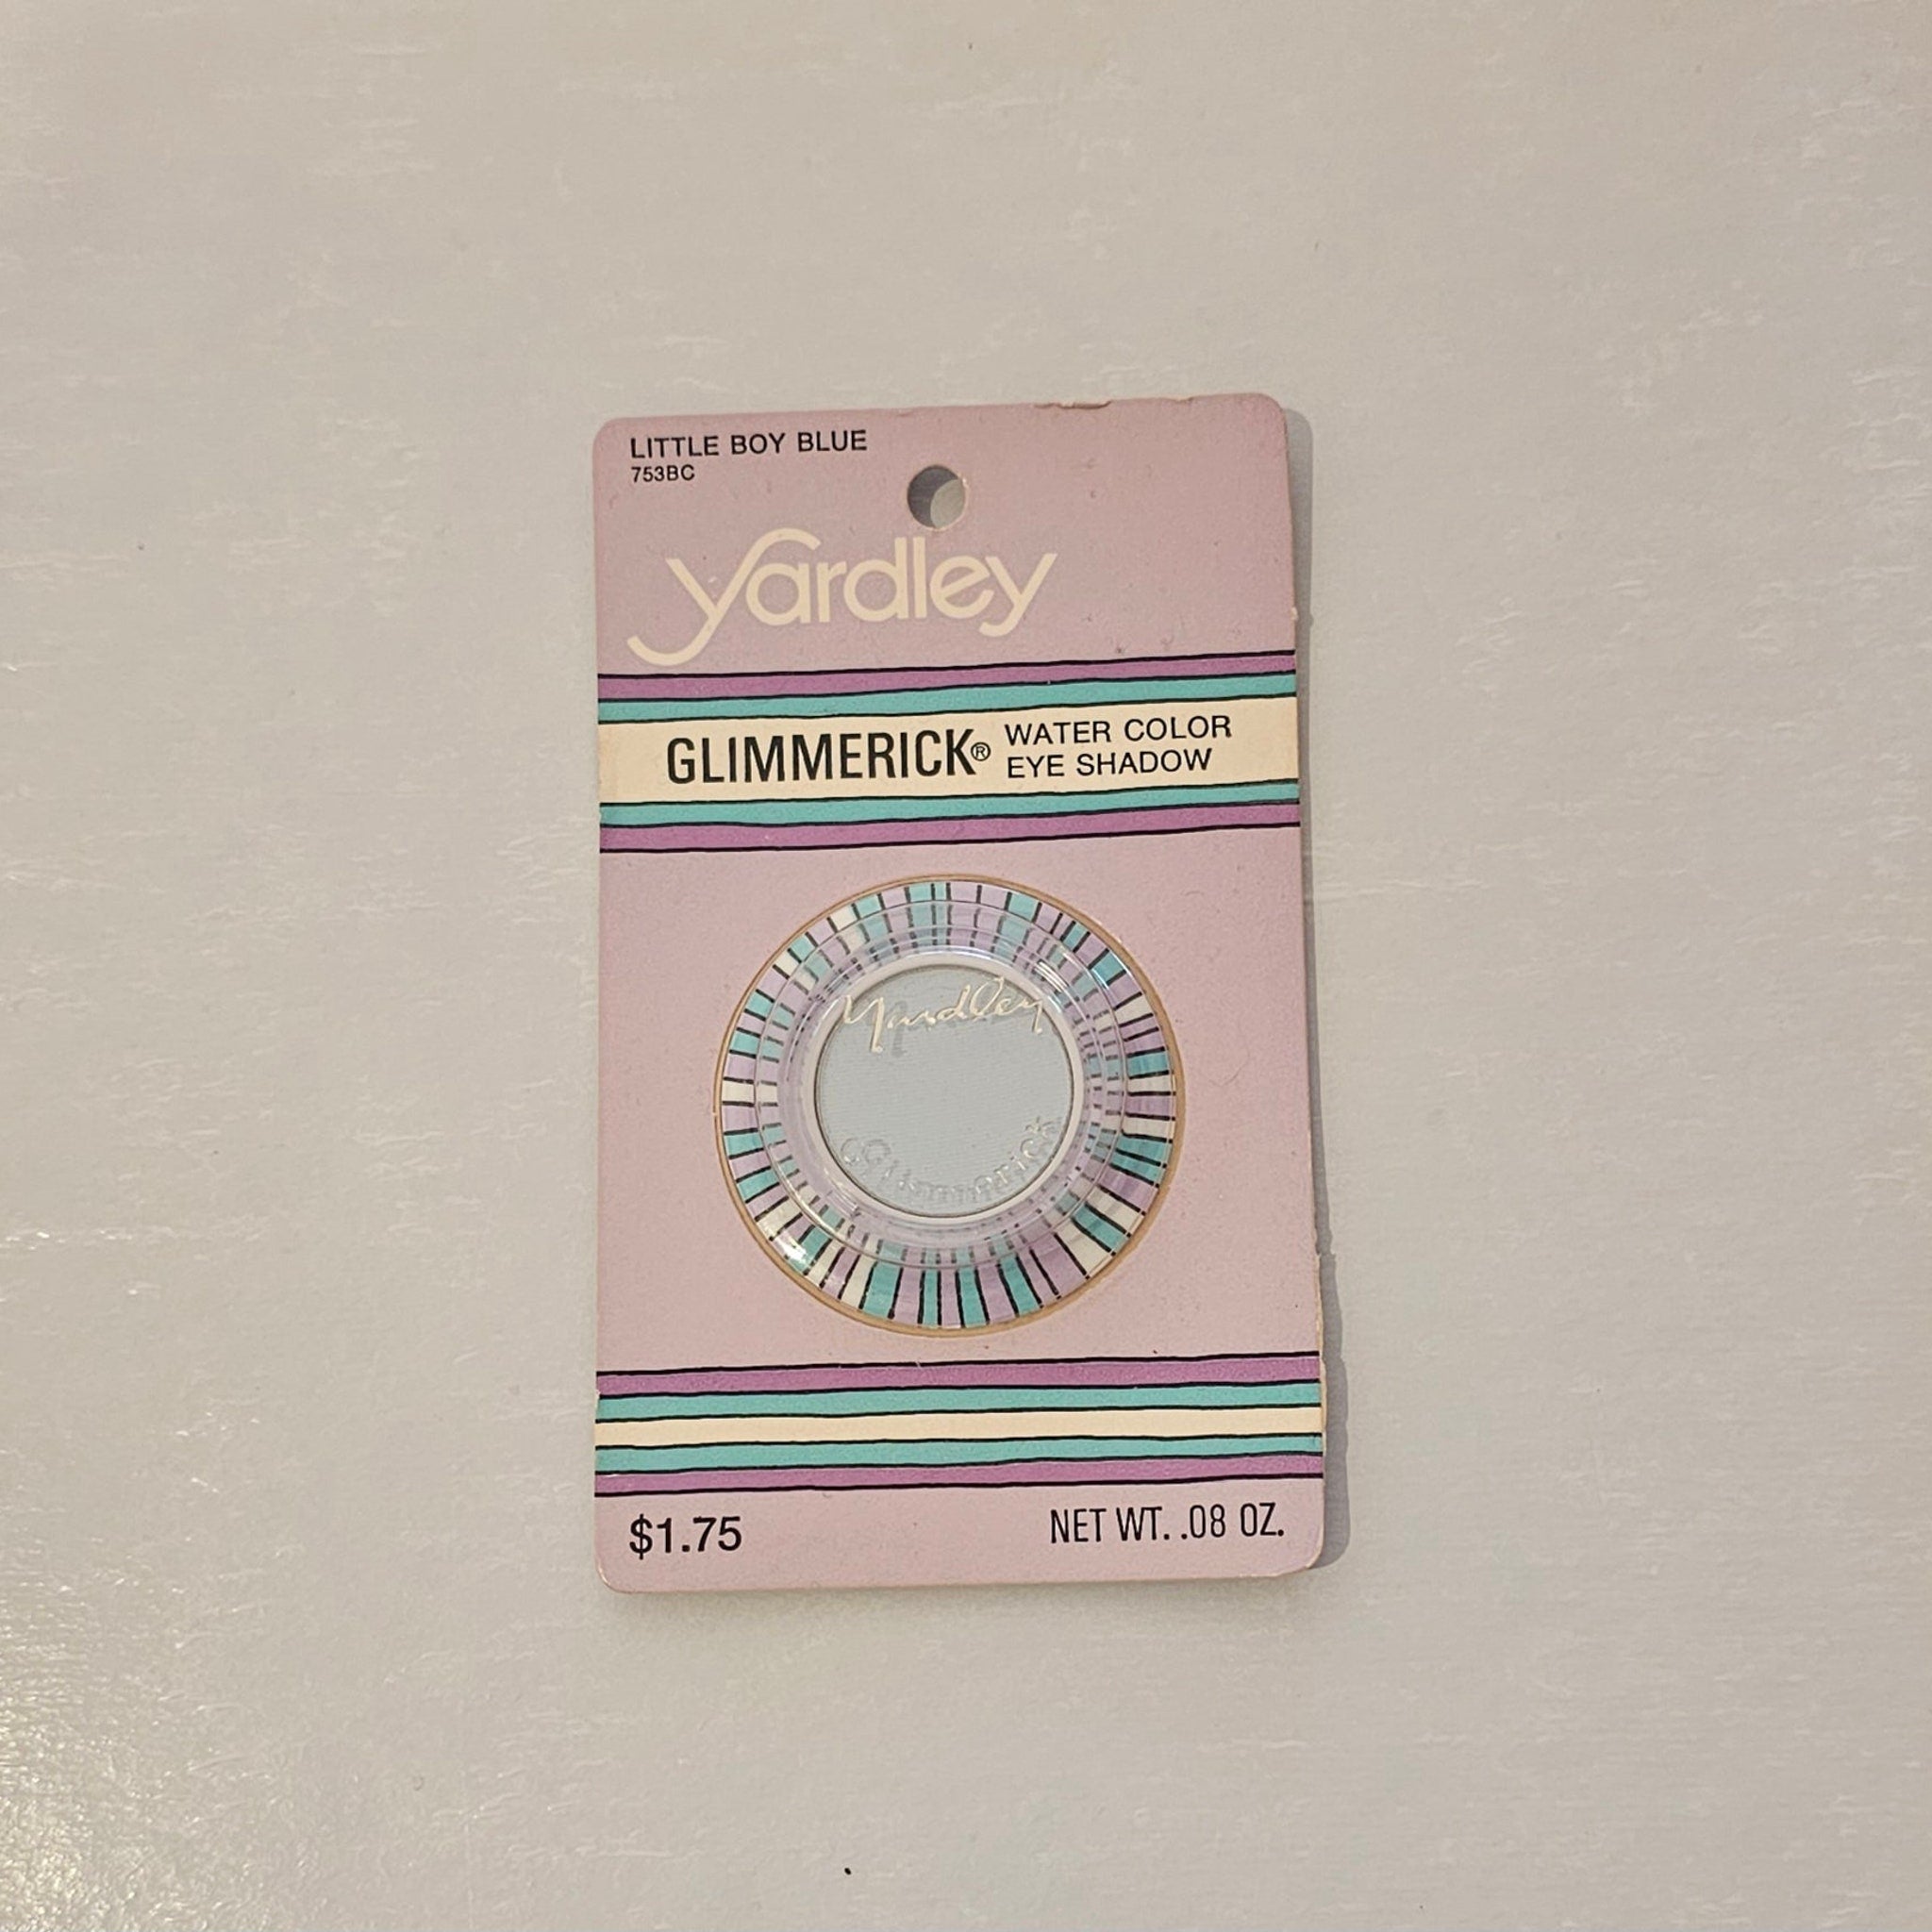 LITTLE BOY BLUE
753BC
yardley
GLIMMERICK® WATER COLOR
EYE SHADOW
Yardley
Glimmerick
$1.75
NET WT. .08 OZ.